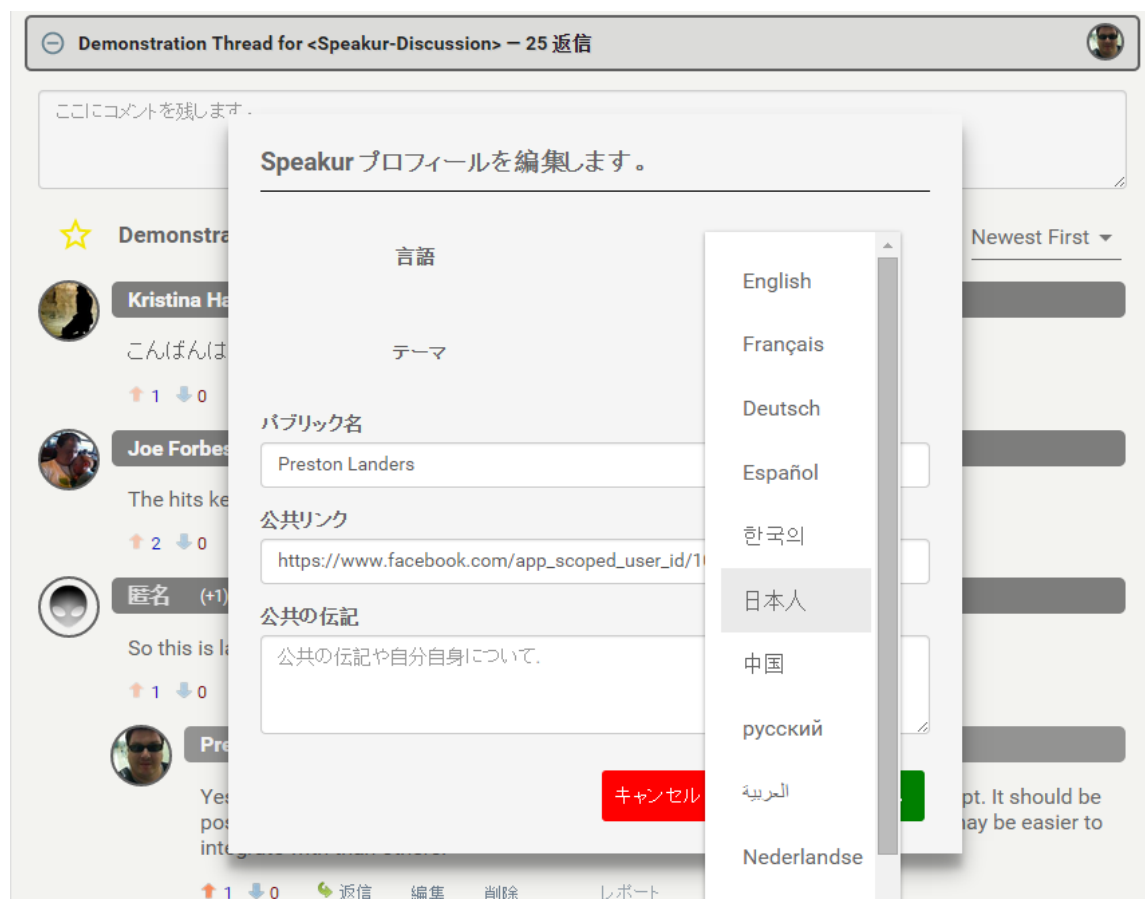 Demonstration Thread for <Speakur-Discussion> — 25 返信
ここにコメントを残します.
Speakur プロフィールを編集します。
Demonstra
Newest First
言語
English
Kristina Ha
こんばんは
テーマ
Français
1 0
Deutsch
パブリック名
Joe Forbes
Preston Landers
Español
The hits ke
公共リンク
2 0
한국의
https://www.facebook.com/app_scoped_user_id/1
匿名 (+1)
日本人
公共の伝記
So this is la
公共の伝記や自分自身について.
中国
1 0
русский
Pre
キャンセル
العربية
Yes
pt. It should be
pos
nay be easier to
Nederlandse
integrate with than others.
1 0 返信 編集 削除 レポート